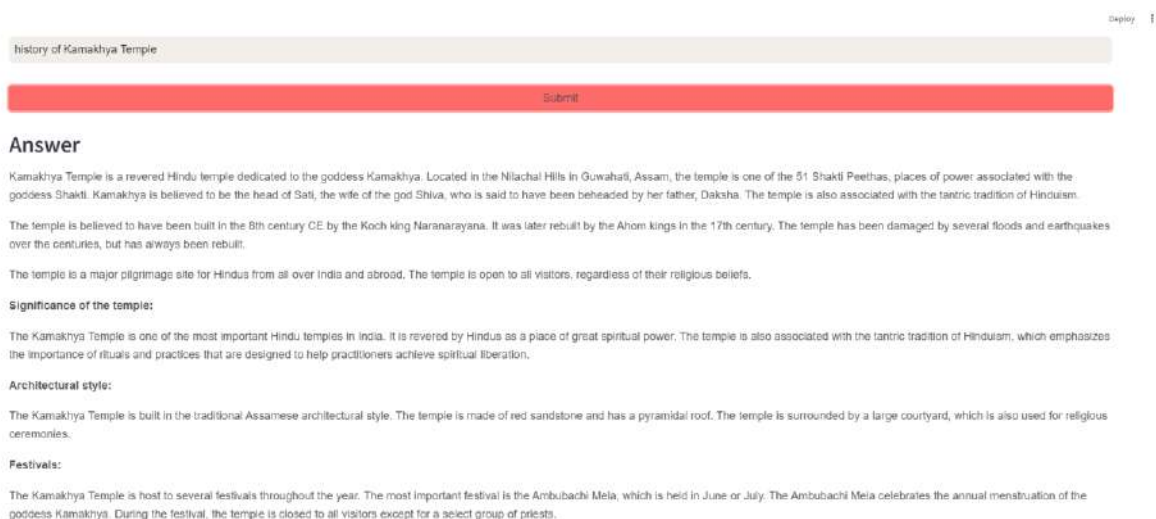 Deploy
history of Kamakhya Temple
Submit
Answer
Kamakhya Temple is a revered Hindu temple dedicated to the goddess Kamakhya. Located in the Nilachal Hills in Guwahati, Assam, the temple is one of the 51 Shakti Peethas, places of power associated with the
goddess Shakti. Kamakhya is believed to be the head of Sati, the wife of the god Shiva, who is said to have been beheaded by her father, Daksha. The temple is also associated with the tantric tradition of Hinduism.
The temple is believed to have been built in the 8th century CE by the Koch king Naranarayana. It was later rebuilt by the Ahom kings in the 17th century. The temple has been damaged by several floods and earthquakes
over the centuries, but has always been rebuilt.
The temple is a major pilgrimage site for Hindus from all over India and abroad. The temple is open to all visitors, regardless of their religious beliefs.
Significance of the temple:
The Kamakhya Temple is one of the most important Hindu temples in India. It is revered by Hindus as a place of great spiritual power. The temple is also associated with the tantric tradition of Hinduism, which emphasizes
the importance of rituals and practices that are designed to help practitioners achieve spiritual liberation.
Architectural style:
The Kamakhya Temple is built in the traditional Assamese architectural style. The temple is made of red sandstone and has a pyramidal roof. The temple is surrounded by a large courtyard, which is also used for religious
ceremonies.
Festivals:
The Kamakhya Temple is host to several festivals throughout the year. The most important festival is the Ambubachi Mela, which is held in June or July. The Ambubachi Mela celebrates the annual menstruation of the
goddess Kamakhya. During the festival, the temple is closed to all visitors except for a select group of priests.